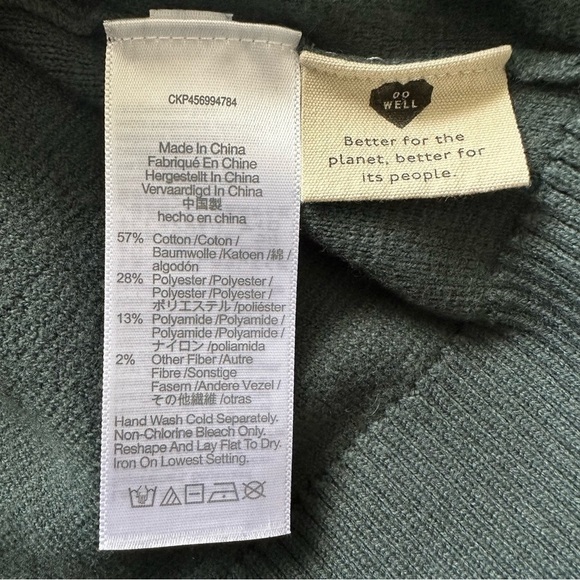 CKP456994784
Made In China
Fabriqué En Chine
Hergestellt In China
Vervaardigd In China
中国製
hecho en china
57% Cotton /Coton /
Baumwolle /Katoen /綿 /
algodón
28% Polyester /Polyester /
Polyester /Polyester /
ポリエステル /poliéster
13% Polyamide /Polyamide /
Polyamid /Polyamide /
ナイロン /poliamida
2% Other Fiber /Autre
Fibre /Sonstige
Fasern /Andere Vezel /
その他繊維 /otras
Hand Wash Cold Separately.
Non-Chlorine Bleach Only.
Reshape And Lay Flat To Dry.
Iron On Lowest Setting.
DO
WELL
Better for the
planet, better for
its people.